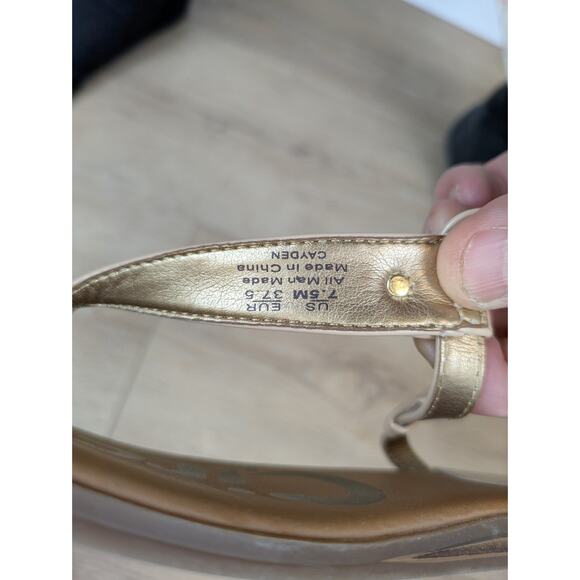 US EUR
7.5M 37.5
All Man Made
Made in China
CAYDEN